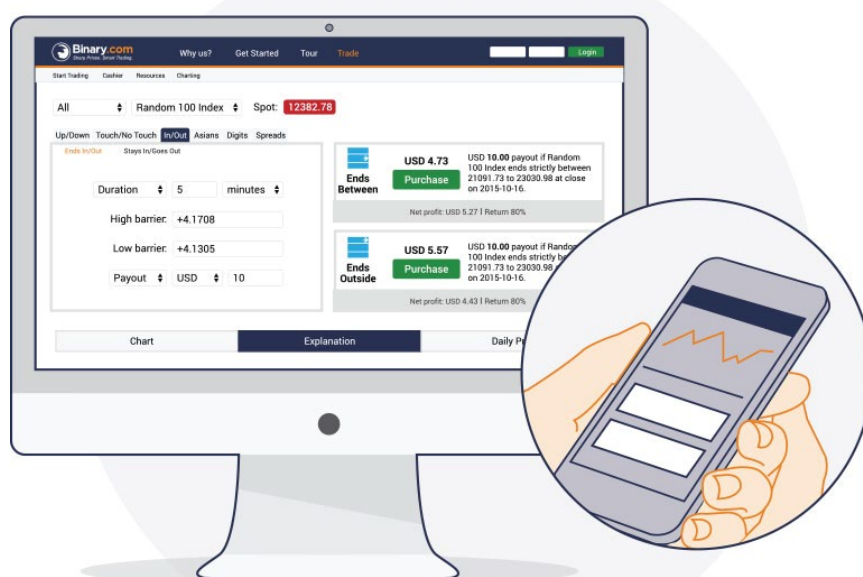 Binary.com
Sharp Prices. Smart Trading.
Why us? Get Started Tour Trade
Login
Start Trading Cashier Resources Charting
All Random 100 Index Spot: 12382.78
Up/Down Touch/No Touch In/Out Asians Digits Spreads
Ends In/Out Stays In/Goes Out
Duration 5 minutes
High barrier: +4.1708
Low barrier: +4.1305
Payout USD 10
Ends Between
USD 4.73
Purchase
USD 10.00 payout if Random
100 Index ends strictly between
21091.73 to 23030.98 at close
on 2015-10-16.
Net profit: USD 5.27 | Return 80%
Ends Outside
USD 5.57
Purchase
USD 10.00 payout if Random
100 Index ends strictly
21091.73 to 23030.98
on 2015-10-16.
Net profit: USD 4.43 | Return 80%
Chart Explanation Daily